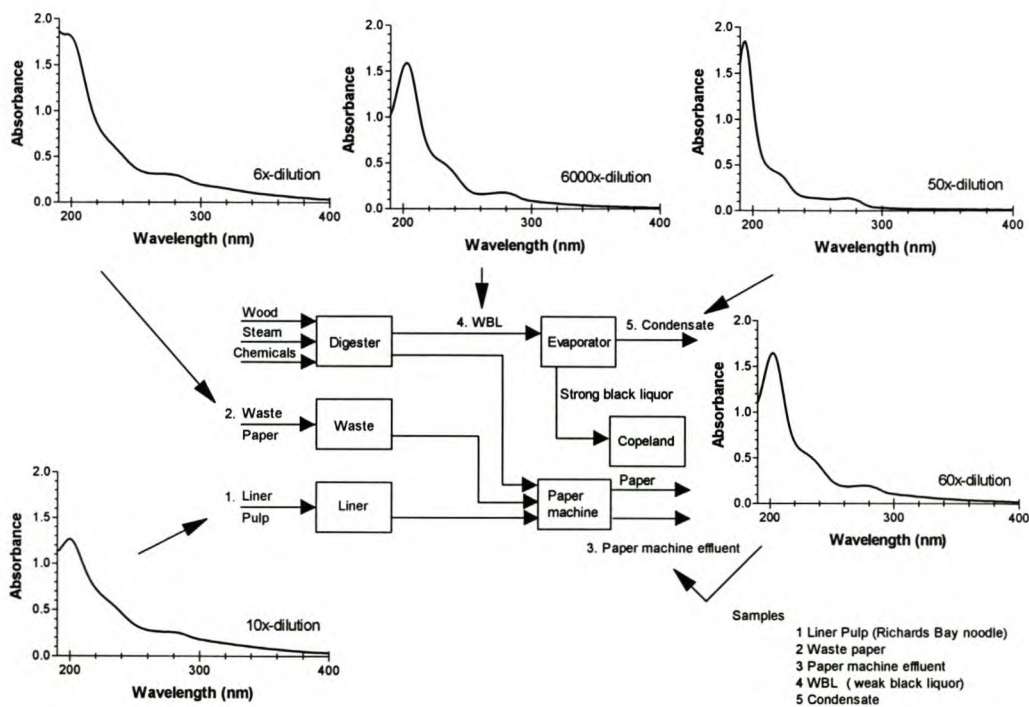 2.0
1.5
1.0
0.5
0.0
Absorbance
6x-dilution
200
300
400
Wavelength (nm)
2.0
1.5
1.0
0.5
0.0
Absorbance
6000x-dilution
200
300
400
Wavelength (nm)
2.0
1.5
1.0
0.5
0.0
Absorbance
50x-dilution
200
300
400
Wavelength (nm)
Wood
Steam
Chemicals
Digester
4. WBL
Evaporator
5. Condensate
Strong black liquor
Copeland
2. Waste
Paper
Waste
1. Liner
Pulp
Liner
Paper
machine
Paper
3. Paper machine effluent
2.0
1.5
1.0
0.5
0.0
Absorbance
60x-dilution
200
300
400
Wavelength (nm)
2.0
1.5
1.0
0.5
0.0
Absorbance
10x-dilution
200
300
400
Wavelength (nm)
Samples
1 Liner Pulp (Richards Bay noodle)
2 Waste paper
3 Paper machine effluent
4 WBL ( weak black liquor)
5 Condensate